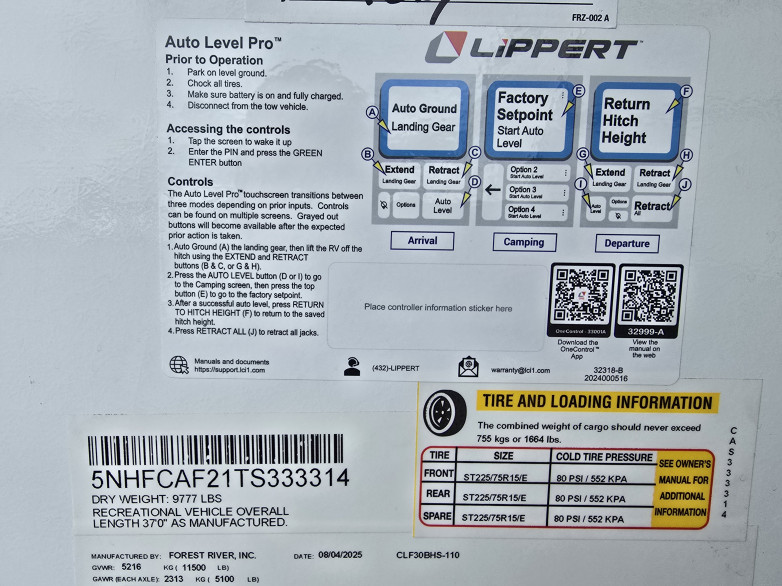 FRZ-002 A
Auto Level Pro™
LIPPERT™
Prior to Operation
1. Park on level ground.
2. Chock all tires.
3. Make sure battery is on and fully charged.
4. Disconnect from the tow vehicle.
Accessing the controls
1. Tap the screen to wake it up
2. Enter the PIN and press the GREEN
ENTER button
Controls
The Auto Level Pro™touchscreen transitions between
three modes depending on prior inputs. Controls
can be found on multiple screens. Grayed out
buttons will become available after the expected
prior action is taken.
1. Auto Ground (A) the landing gear, then lift the RV off the
hitch using the EXTEND and RETRACT
buttons (B & C, or G & H).
2. Press the AUTO LEVEL button (D or I) to go
to the Camping screen, then press the top
button (E) to go to the factory setpoint.
3. After a successful auto level, press RETURN
TO HITCH HEIGHT (F) to return to the saved
hitch height.
4. Press RETRACT ALL (J) to retract all jacks.
A
Auto Ground
Landing Gear
B
Extend
Landing Gear
C
Retract
Landing Gear
D
Options
Auto
Level
Arrival
E
Factory
Setpoint
Start Auto
Level
Option 2
Start Auto Level
Option 3
Start Auto Level
Option 4
Start Auto Level
Camping
F
Return
Hitch
Height
G
Extend
Landing Gear
H
Retract
Landing Gear
I
Auto
Level
Options
J
Retract
All
Departure
Place controller information sticker here
OneControl - 33001A
Download the
OneControl™
App
32999-A
View the
manual on
the web
Manuals and documents
https://support.lci1.com
(432)-LIPPERT
warranty@lci1.com
32318-B
2024000516
TIRE AND LOADING INFORMATION
The combined weight of cargo should never exceed
755 kgs or 1664 lbs.
TIRE SIZE COLD TIRE PRESSURE
FRONT ST225/75R15/E 80 PSI / 552 KPA
REAR ST225/75R15/E 80 PSI / 552 KPA
SPARE ST225/75R15/E 80 PSI / 552 KPA
SEE OWNER'S
MANUAL FOR
ADDITIONAL
INFORMATION
CAS333314
5NHFCAF21TS333314
DRY WEIGHT: 9777 LBS
RECREATIONAL VEHICLE OVERALL
LENGTH 37'0" AS MANUFACTURED.
MANUFACTURED BY: FOREST RIVER, INC. DATE: 08/04/2025 CLF30BHS-110
GVWR: 5216 KG ( 11500 LB)
GAWR (EACH AXLE): 2313 KG ( 5100 LB)